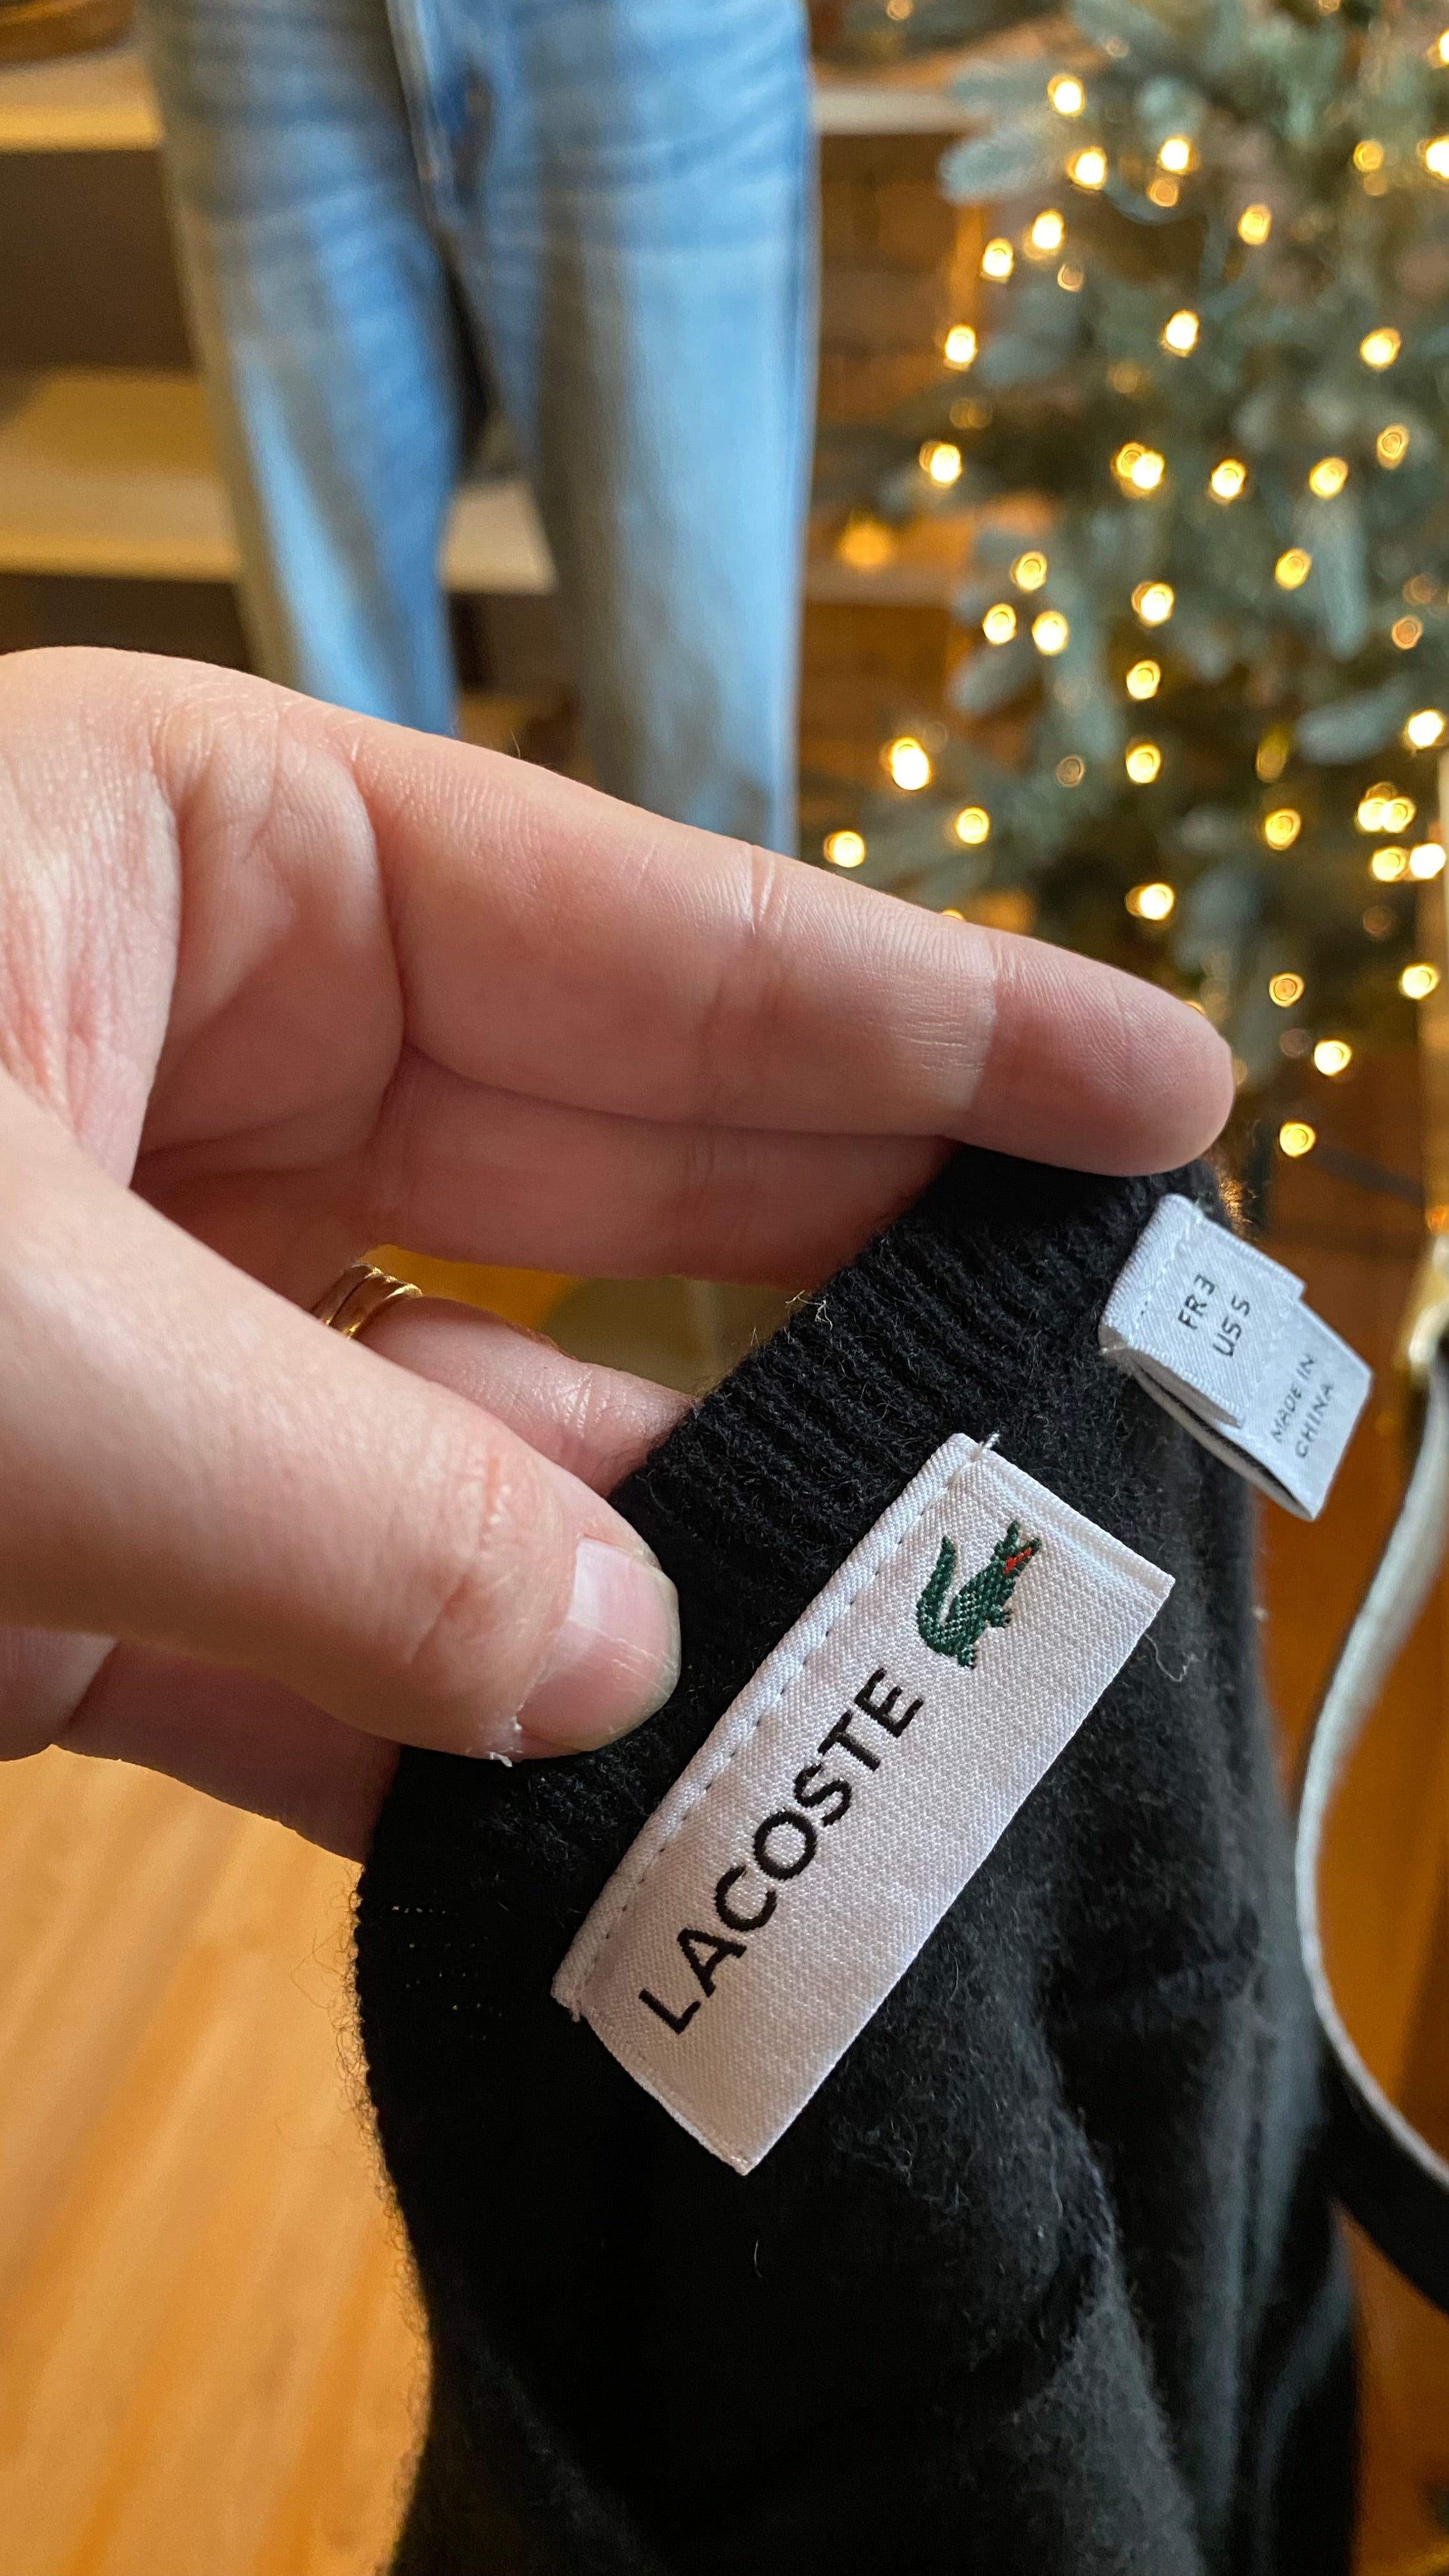 LACOSTE
FR 3
US S
MADE IN
CHINA